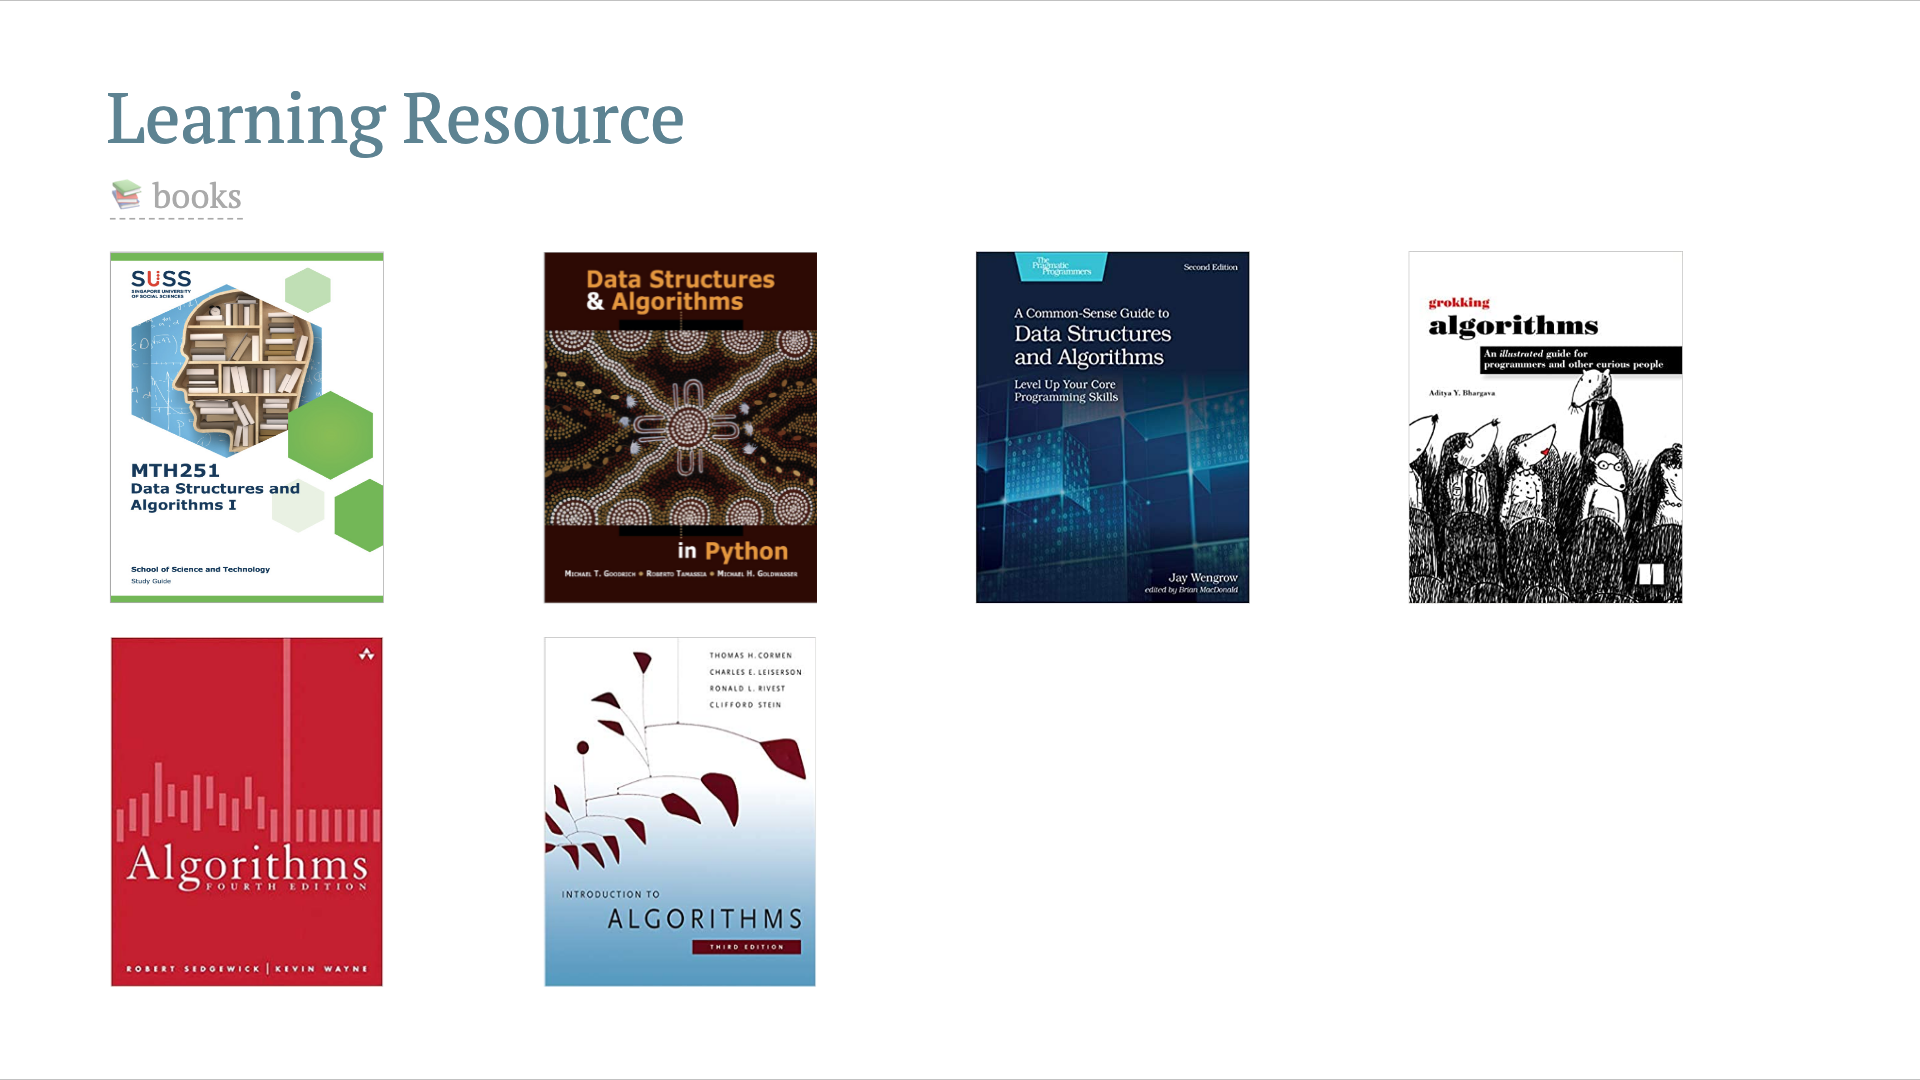 Learning Resource
📚 books
SUSS
SINGAPORE UNIVERSITY
OF SOCIAL SCIENCES
MTH251
Data Structures and
Algorithms I
School of Science and Technology
Study Guide
Data Structures
& Algorithms
in Python
MICHAEL T. GOODRICH • ROBERTO TAMASSIA • MICHAEL H. GOLDWASSER
The
Pragmatic
Programmers
Second Edition
A Common-Sense Guide to
Data Structures
and Algorithms
Level Up Your Core
Programming Skills
Jay Wengrow
edited by Brian MacDonald
grokking
algorithms
An illustrated guide for
programmers and other curious people
Aditya Y. Bhargava
Algorithms
FOURTH EDITION
ROBERT SEDGEWICK | KEVIN WAYNE
THOMAS H. CORMEN
CHARLES E. LEISERSON
RONALD L. RIVEST
CLIFFORD STEIN
INTRODUCTION TO
ALGORITHMS
THIRD EDITION